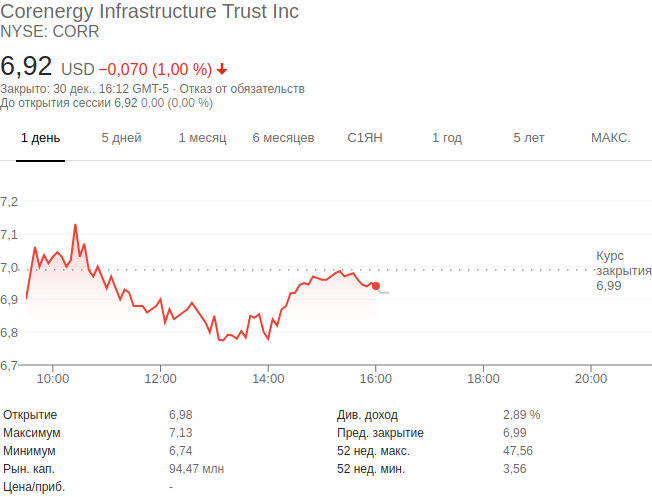 Corenergy Infrastructure Trust Inc
NYSE: CORR
6,92 USD −0,070 (1,00 %)
Закрыто: 30 дек., 16:12 GMT-5 · Отказ от обязательств
До открытия сессии 6,92 0,00 (0,00 %)
1 день 5 дней 1 месяц 6 месяцев С1ЯН 1 год 5 лет МАКС.
7,2
7,1
7,0
6,9
6,8
6,7
Курс
закрытия
6,99
10:00 12:00 14:00 16:00 18:00 20:00
Открытие 6,98 Див. доход 2,89 %
Максимум 7,13 Пред. закрытие 6,99
Минимум 6,74 52 нед. макс. 47,56
Рын. кап. 94,47 млн 52 нед. мин. 3,56
Цена/приб. -